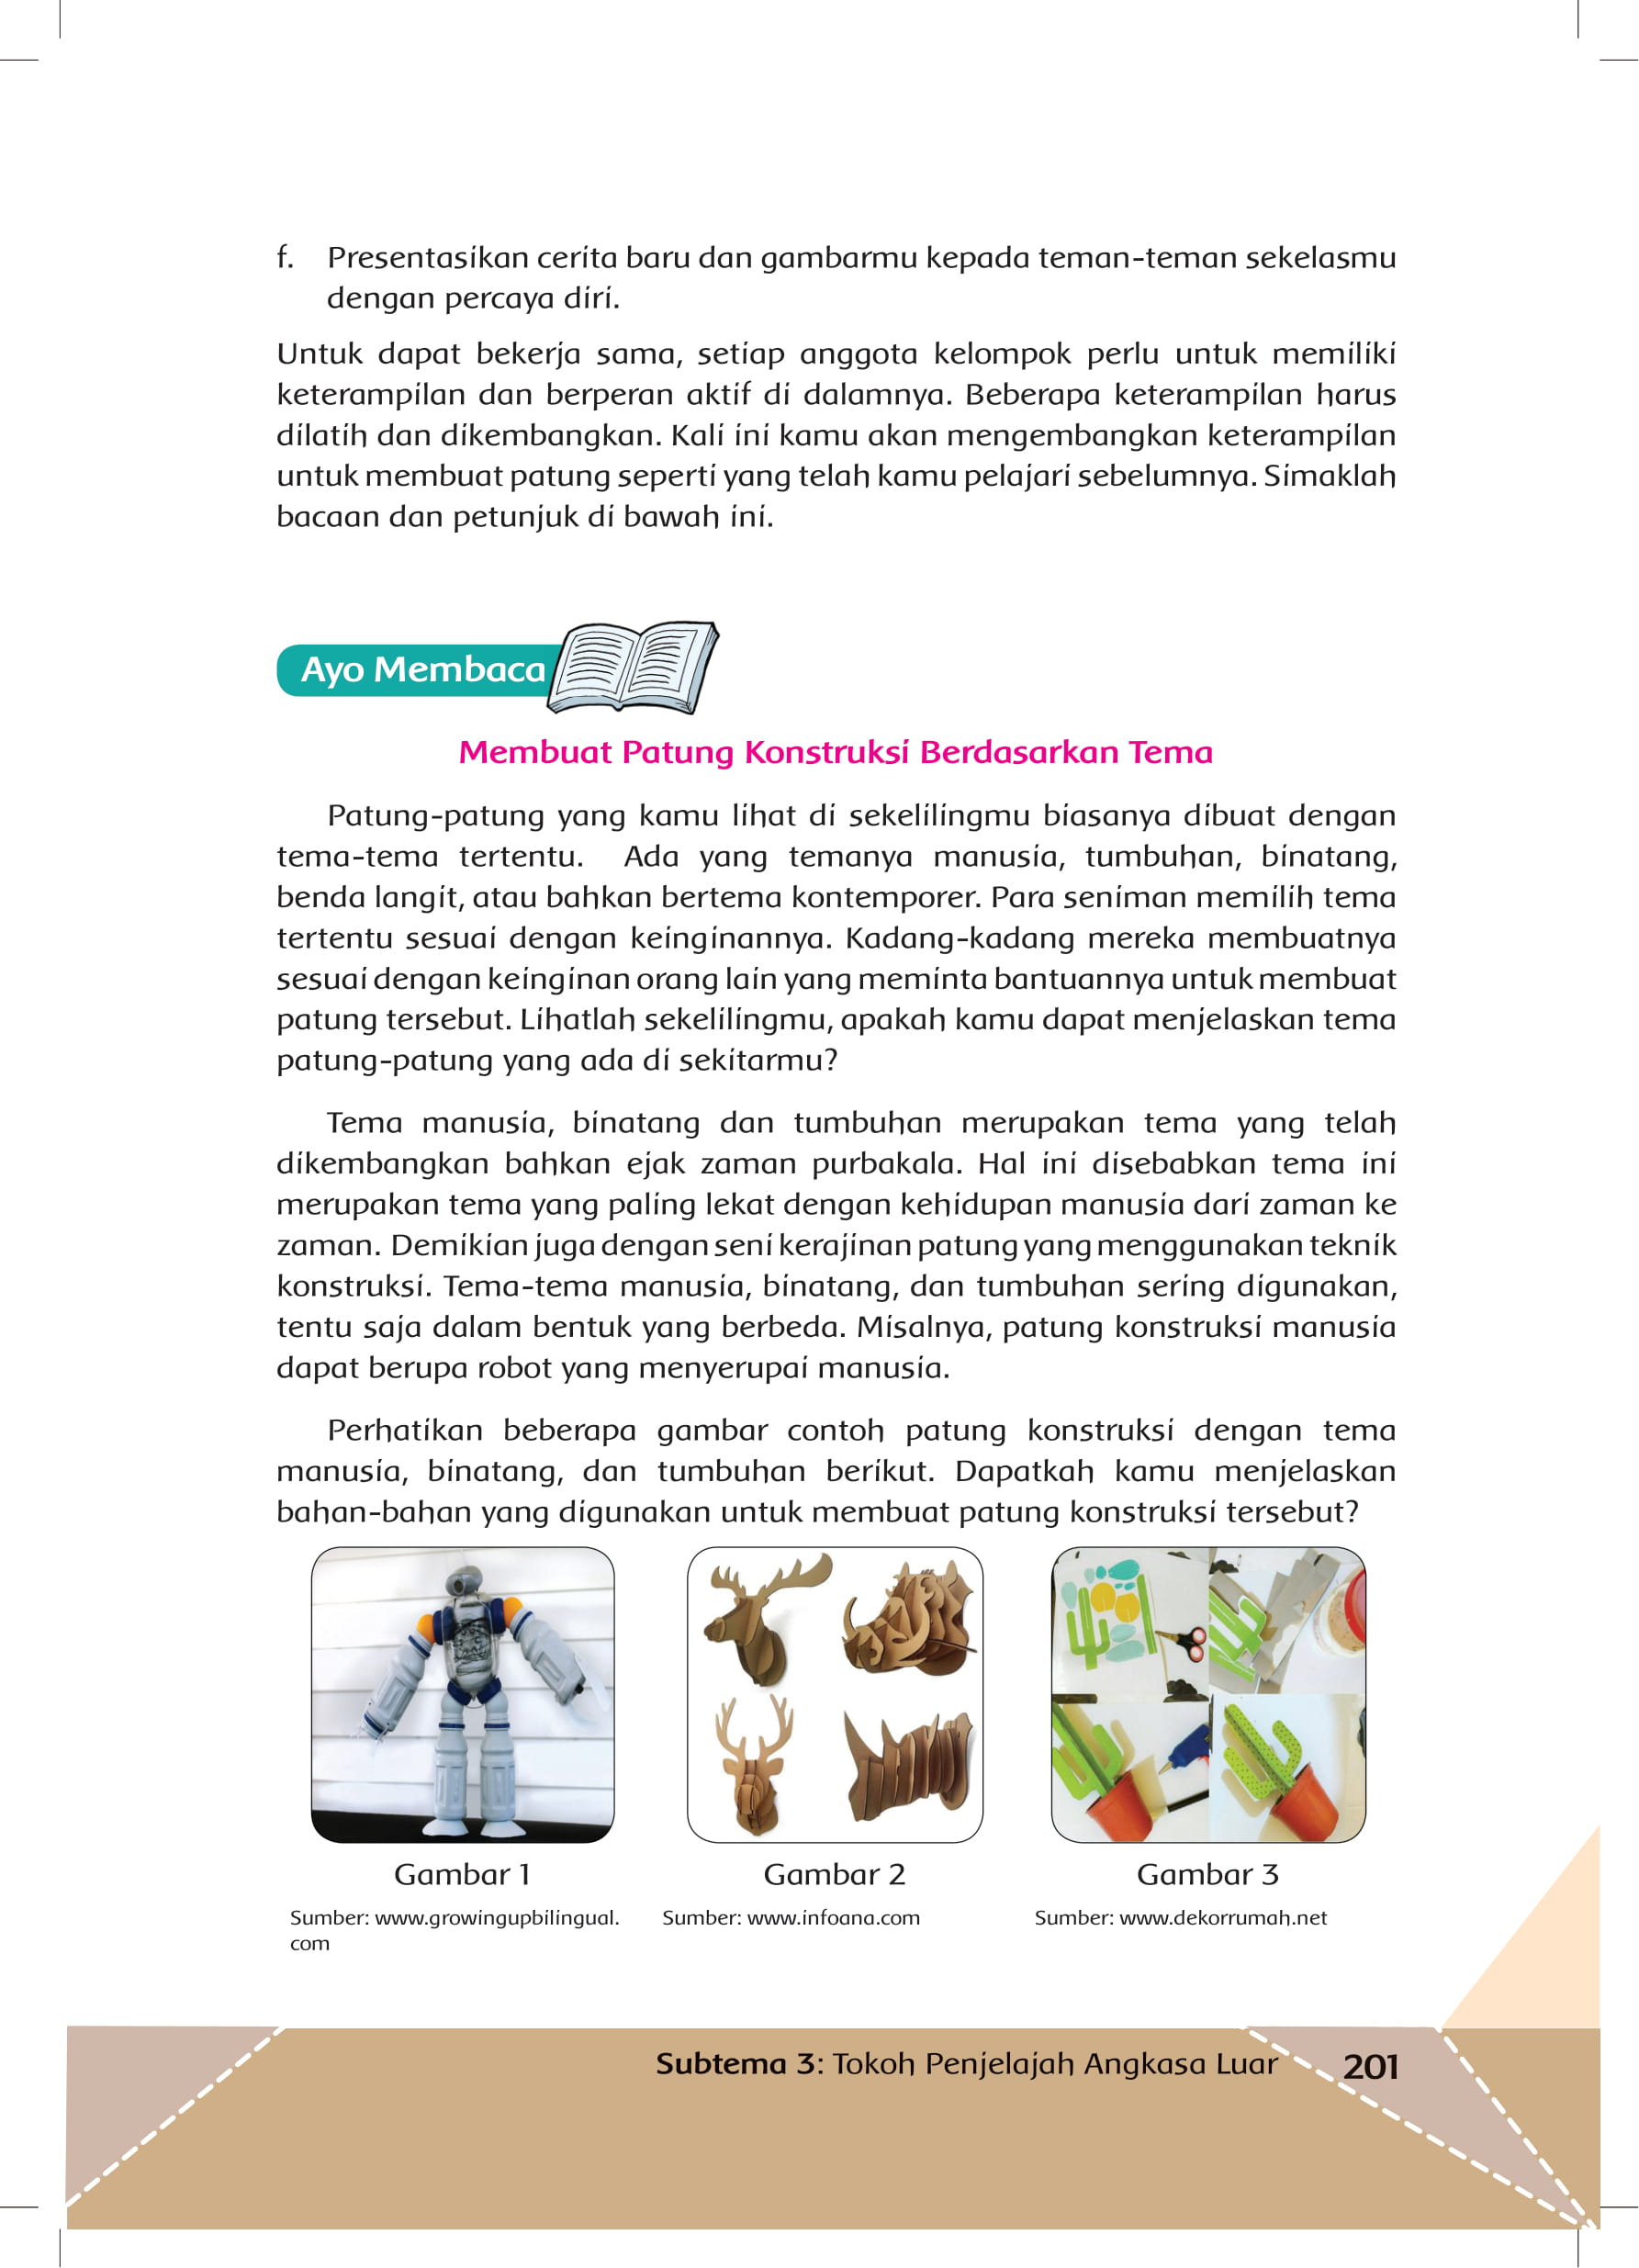 f. Presentasikan cerita baru dan gambarmu kepada teman-teman sekelasmu
dengan percaya diri.
Untuk dapat bekerja sama, setiap anggota kelompok perlu untuk memiliki
keterampilan dan berperan aktif di dalamnya. Beberapa keterampilan harus
dilatih dan dikembangkan. Kali ini kamu akan mengembangkan keterampilan
untuk membuat patung seperti yang telah kamu pelajari sebelumnya. Simaklah
bacaan dan petunjuk di bawah ini.
Ayo Membaca
Membuat Patung Konstruksi Berdasarkan Tema
Patung-patung yang kamu lihat di sekelilingmu biasanya dibuat dengan
tema-tema tertentu. Ada yang temanya manusia, tumbuhan, binatang,
benda langit, atau bahkan bertema kontemporer. Para seniman memilih tema
tertentu sesuai dengan keinginannya. Kadang-kadang mereka membuatnya
sesuai dengan keinginan orang lain yang meminta bantuannya untuk membuat
patung tersebut. Lihatlah sekelilingmu, apakah kamu dapat menjelaskan tema
patung-patung yang ada di sekitarmu?
Tema manusia, binatang dan tumbuhan merupakan tema yang telah
dikembangkan bahkan ejak zaman purbakala. Hal ini disebabkan tema ini
merupakan tema yang paling lekat dengan kehidupan manusia dari zaman ke
zaman. Demikian juga dengan seni kerajinan patung yang menggunakan teknik
konstruksi. Tema-tema manusia, binatang, dan tumbuhan sering digunakan,
tentu saja dalam bentuk yang berbeda. Misalnya, patung konstruksi manusia
dapat berupa robot yang menyerupai manusia.
Perhatikan beberapa gambar contoh patung konstruksi dengan tema
manusia, binatang, dan tumbuhan berikut. Dapatkah kamu menjelaskan
bahan-bahan yang digunakan untuk membuat patung konstruksi tersebut?
Gambar 1
Sumber: www.growingupbilingual.
com
Gambar 2
Sumber: www.infoana.com
Gambar 3
Sumber: www.dekorrumah.net
Subtema 3: Tokoh Penjelajah Angkasa Luar 201